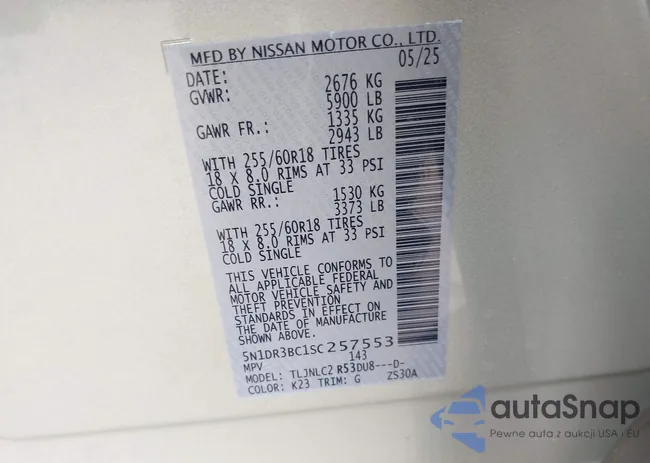 MFD BY NISSAN MOTOR CO., LTD.
DATE: 05/25
GVWR: 2676 KG
5900 LB
GAWR FR.: 1335 KG
2943 LB
WITH 255/60R18 TIRES
18 X 8.0 RIMS AT 33 PSI
COLD SINGLE
GAWR RR.: 1530 KG
3373 LB
WITH 255/60R18 TIRES
18 X 8.0 RIMS AT 33 PSI
COLD SINGLE
THIS VEHICLE CONFORMS TO
ALL APPLICABLE FEDERAL
MOTOR VEHICLE SAFETY AND
THEFT PREVENTION
STANDARDS IN EFFECT ON
THE DATE OF MANUFACTURE
SHOWN ABOVE.
5N1DR3BC1SC257553
MPV 143
MODEL: TLJNLC2 R53DU8---D-
COLOR: K23 TRIM: G ZS30A
autoSnap
Pewne auta z aukcji USA i EU